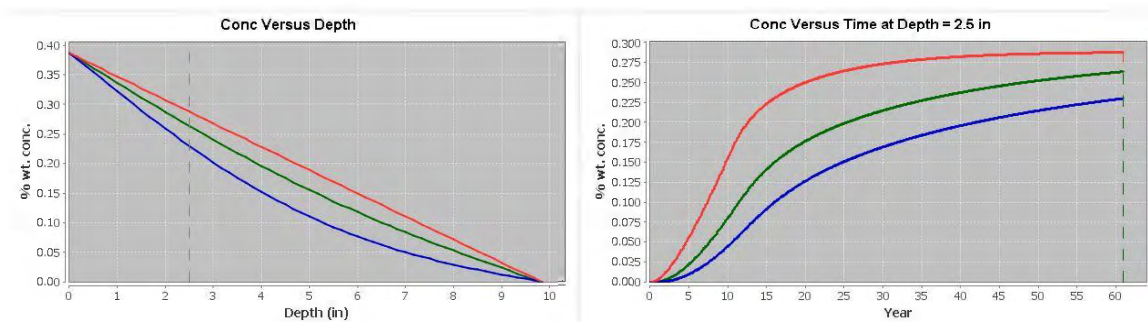 Conc Versus Depth
0.40
0.35
0.30
0.25
0.20
0.15
0.10
0.05
0.00
% wt. conc.
0 1 2 3 4 5 6 7 8 9 10
Depth (in)
Conc Versus Time at Depth = 2.5 in
0.300
0.275
0.250
0.225
0.200
0.175
0.150
0.125
0.100
0.075
0.050
0.025
0.000
% wt. conc.
0 5 10 15 20 25 30 35 40 45 50 55 60
Year